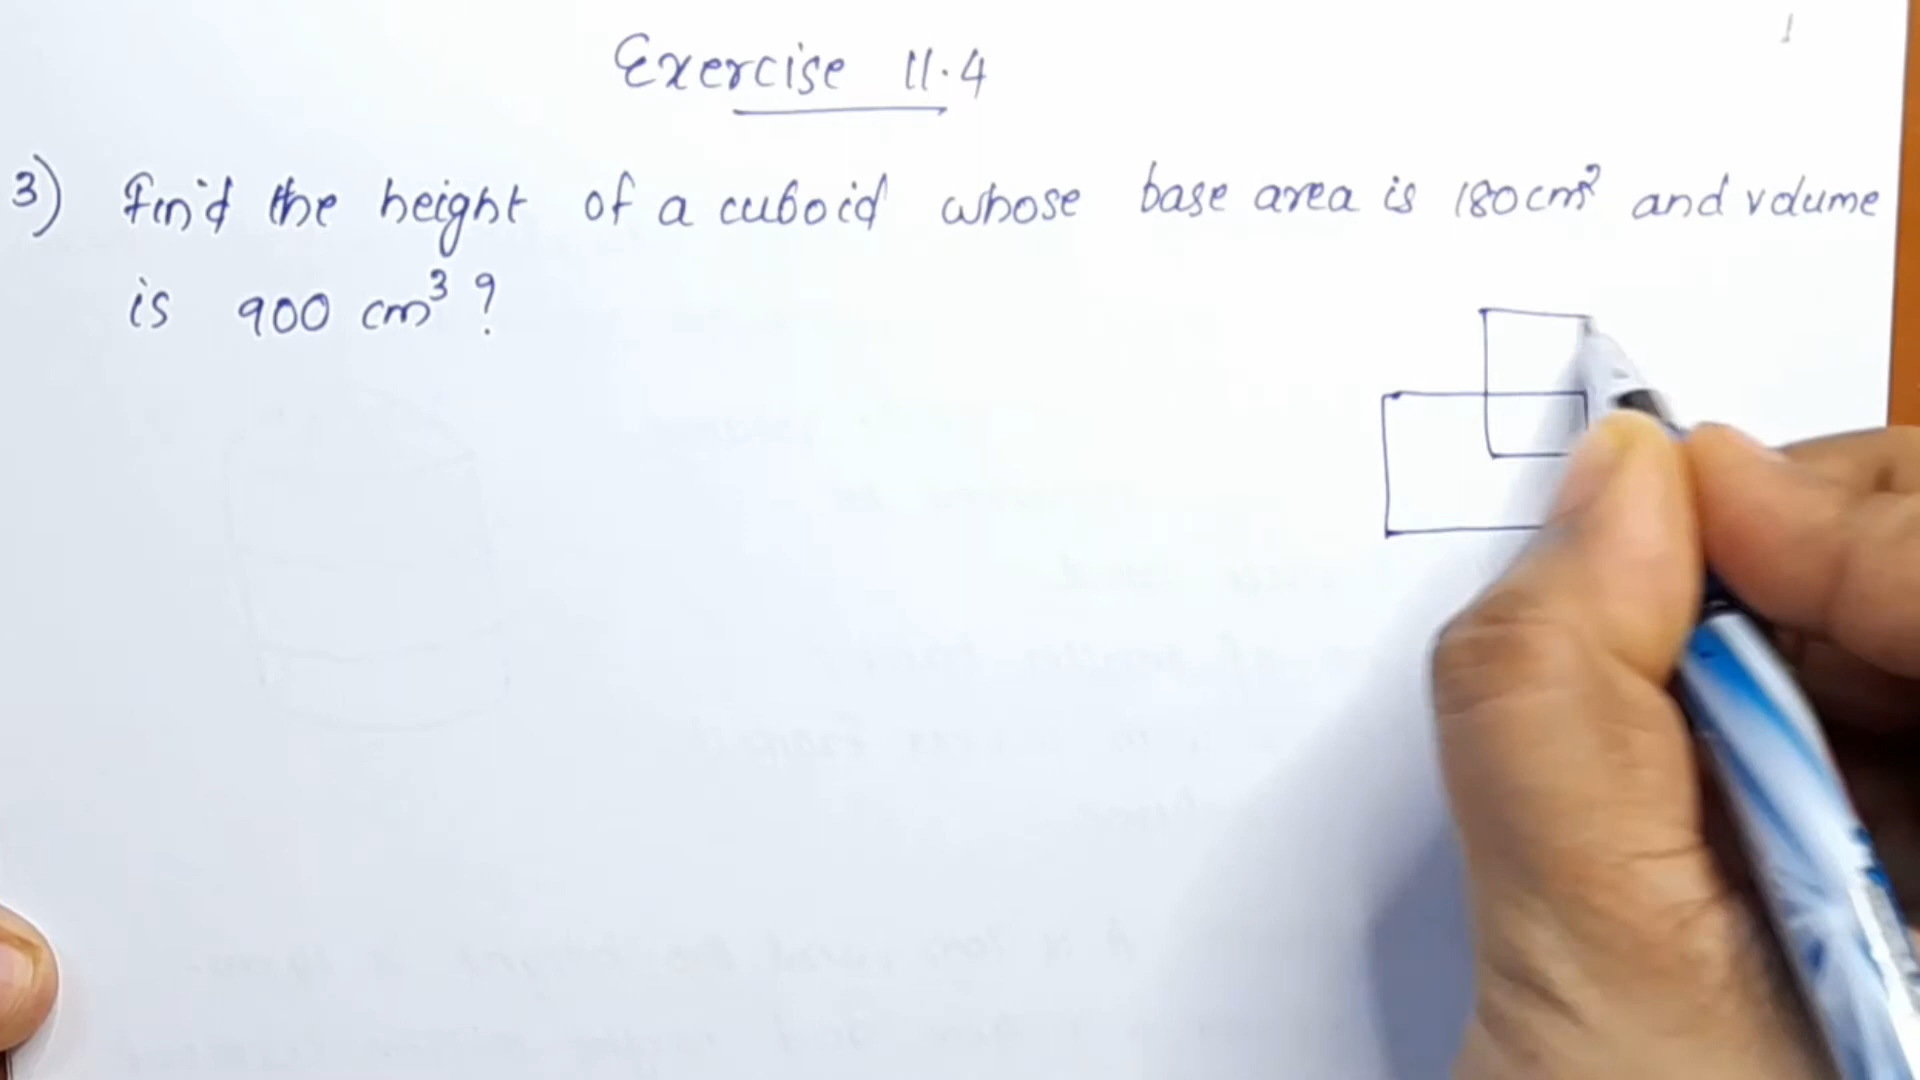 Exercise 11.4
3) Find the height of a cuboid whose base area is 180cm² and volume
is 900 cm³ ?